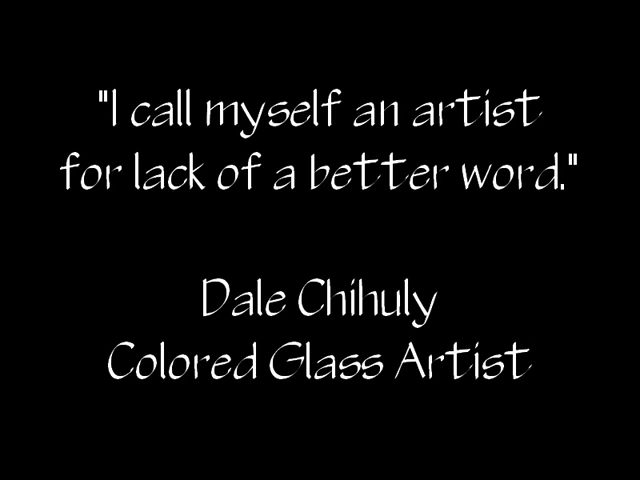 "I call myself an artist
for lack of a better word."
Dale Chihuly
Colored Glass Artist